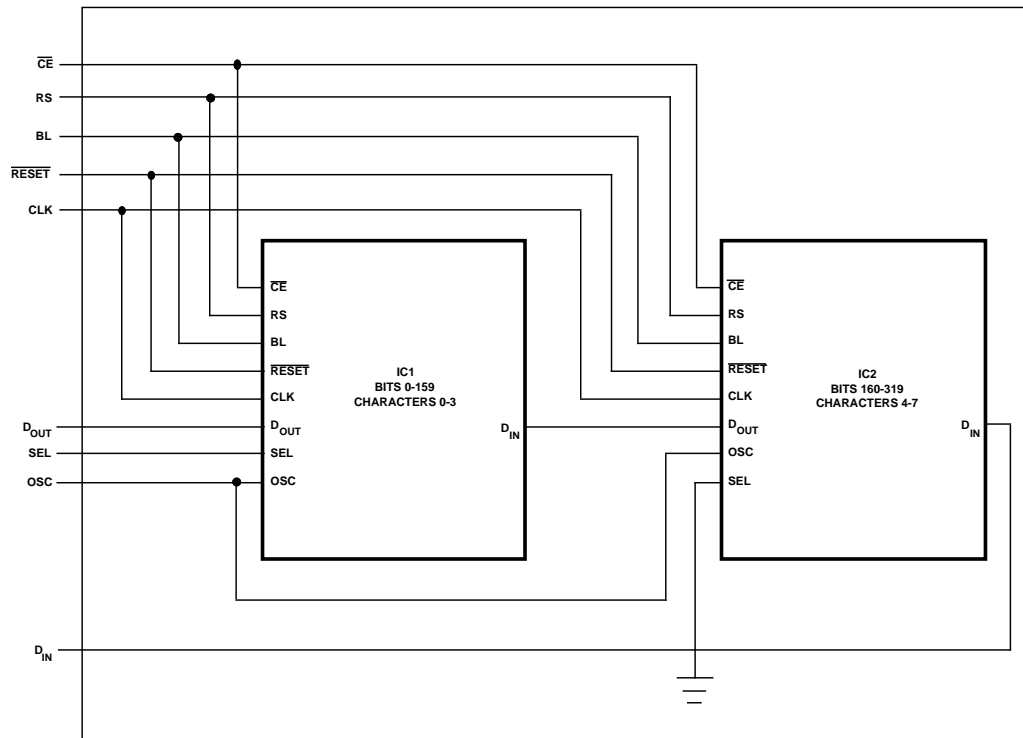 CE
RS
BL
RESET
CLK
DOUT
SEL
OSC
DIN
CE
RS
BL
RESET
CLK
DOUT
SEL
OSC
IC1
BITS 0-159
CHARACTERS 0-3
DIN
CE
RS
BL
RESET
CLK
DOUT
OSC
SEL
IC2
BITS 160-319
CHARACTERS 4-7
DIN